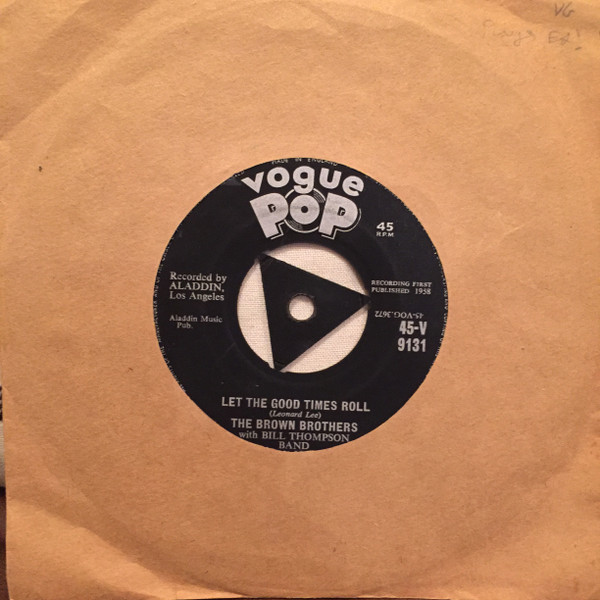 VG
MADE IN ENGLAND
vogue
POP
45
R.P.M.
Recorded by
ALADDIN,
Los Angeles
RECORDING FIRST
PUBLISHED 1958
Aladdin Music
Pub.
45-VOG.3672
45-V
9131
LET THE GOOD TIMES ROLL
(Leonard Lee)
THE BROWN BROTHERS
with BILL THOMPSON
BAND